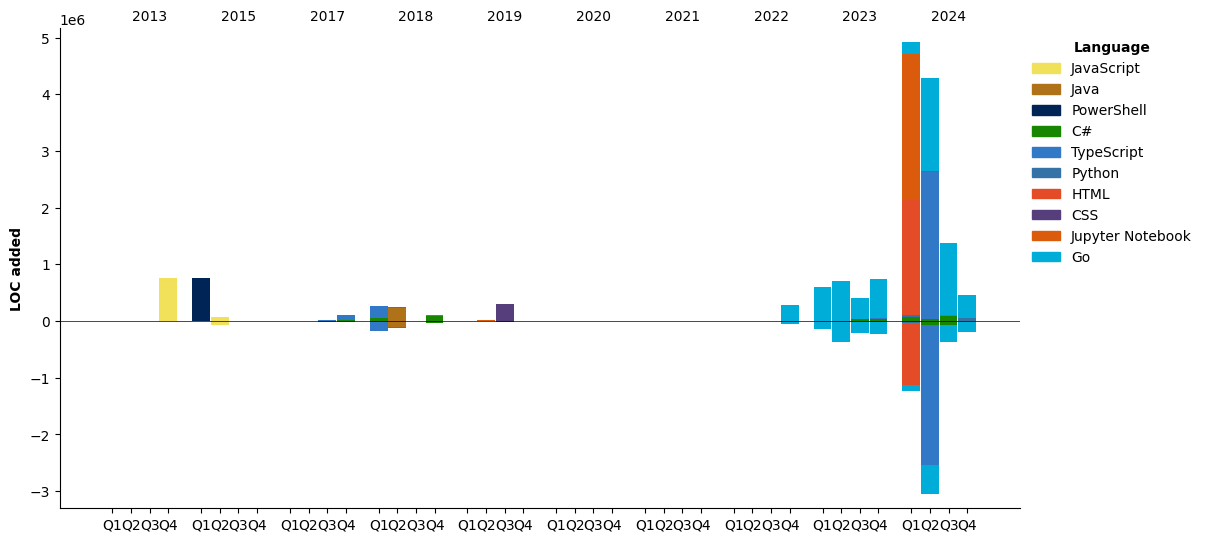 2013 2015 2017 2018 2019 2020 2021 2022 2023 2024
1e6
Language
JavaScript
Java
PowerShell
C#
TypeScript
Python
HTML
CSS
Jupyter Notebook
Go
LOC added
5
4
3
2
1
0
−1
−2
−3
Q1Q2Q3Q4 Q1Q2Q3Q4 Q1Q2Q3Q4 Q1Q2Q3Q4 Q1Q2Q3Q4 Q1Q2Q3Q4 Q1Q2Q3Q4 Q1Q2Q3Q4 Q1Q2Q3Q4 Q1Q2Q3Q4